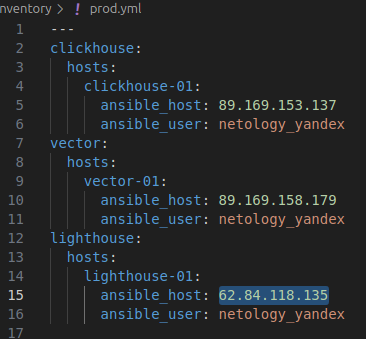 nventory > ! prod.yml
1 ---
2 clickhouse:
3   hosts:
4     clickhouse-01:
5       ansible_host: 89.169.153.137
6       ansible_user: netology_yandex
7 vector:
8   hosts:
9     vector-01:
10       ansible_host: 89.169.158.179
11       ansible_user: netology_yandex
12 lighthouse:
13   hosts:
14     lighthouse-01:
15       ansible_host: 62.84.118.135
16       ansible_user: netology_yandex
17